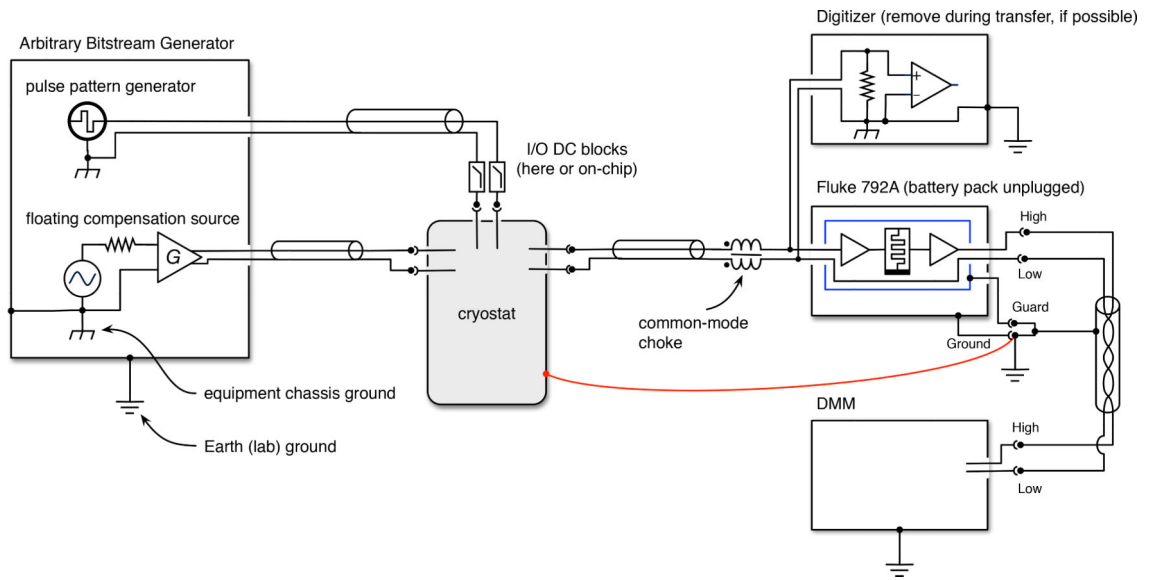 Digitizer (remove during transfer, if possible)
Arbitrary Bitstream Generator
pulse pattern generator
+
−
I/O DC blocks
(here or on-chip)
Fluke 792A (battery pack unplugged)
floating compensation source
G
High
Low
cryostat
common-mode
choke
Guard
Ground
equipment chassis ground
Earth (lab) ground
DMM
High
Low